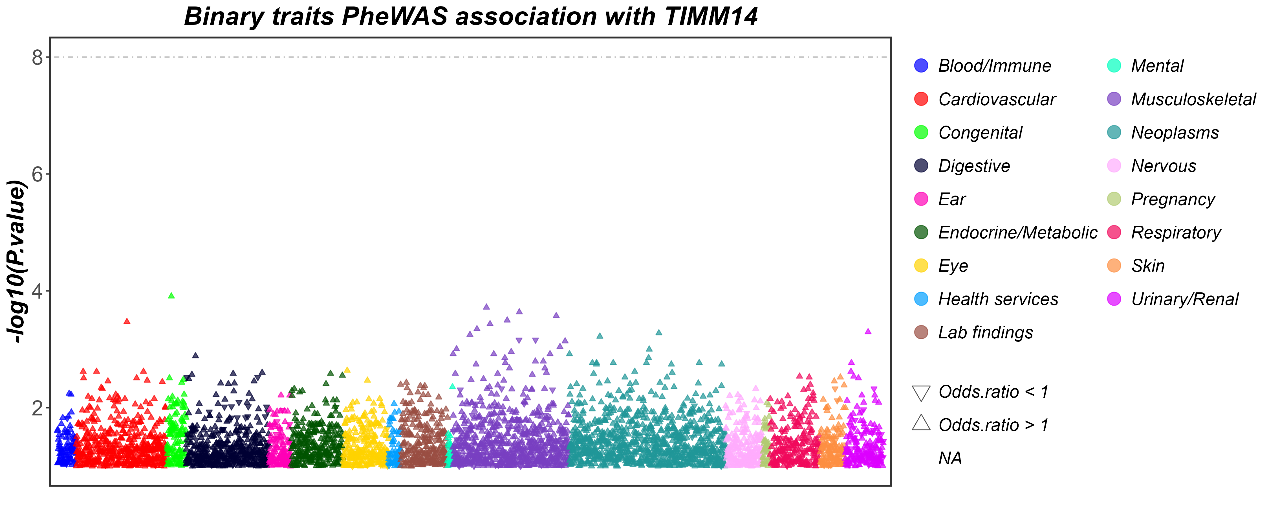 Binary traits PheWAS association with TIMM14
-log10(P.value)
8
6
4
2
Blood/Immune
Cardiovascular
Congenital
Digestive
Ear
Endocrine/Metabolic
Eye
Health services
Lab findings
Mental
Musculoskeletal
Neoplasms
Nervous
Pregnancy
Respiratory
Skin
Urinary/Renal
Odds.ratio < 1
Odds.ratio > 1
NA